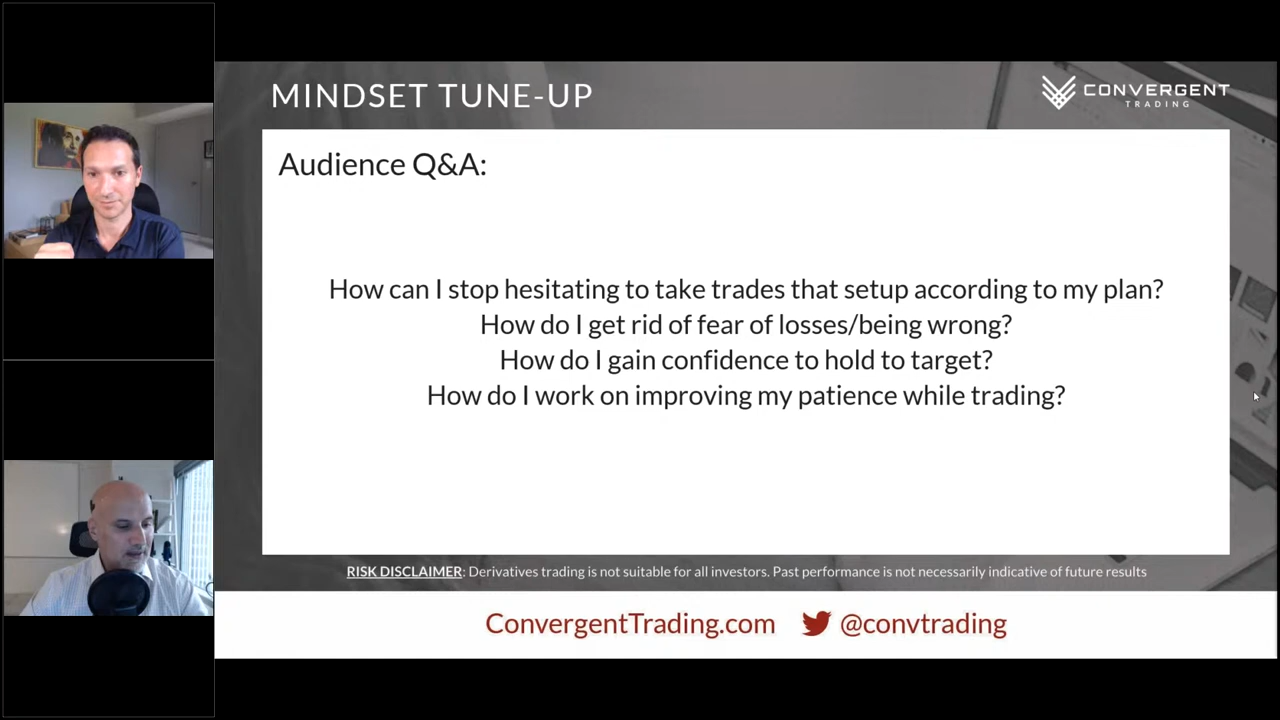 MINDSET TUNE-UP
CONVERGENT
TRADING
Audience Q&A:
How can I stop hesitating to take trades that setup according to my plan?
How do I get rid of fear of losses/being wrong?
How do I gain confidence to hold to target?
How do I work on improving my patience while trading?
RISK DISCLAIMER: Derivatives trading is not suitable for all investors. Past performance is not necessarily indicative of future results
ConvergentTrading.com @convtrading